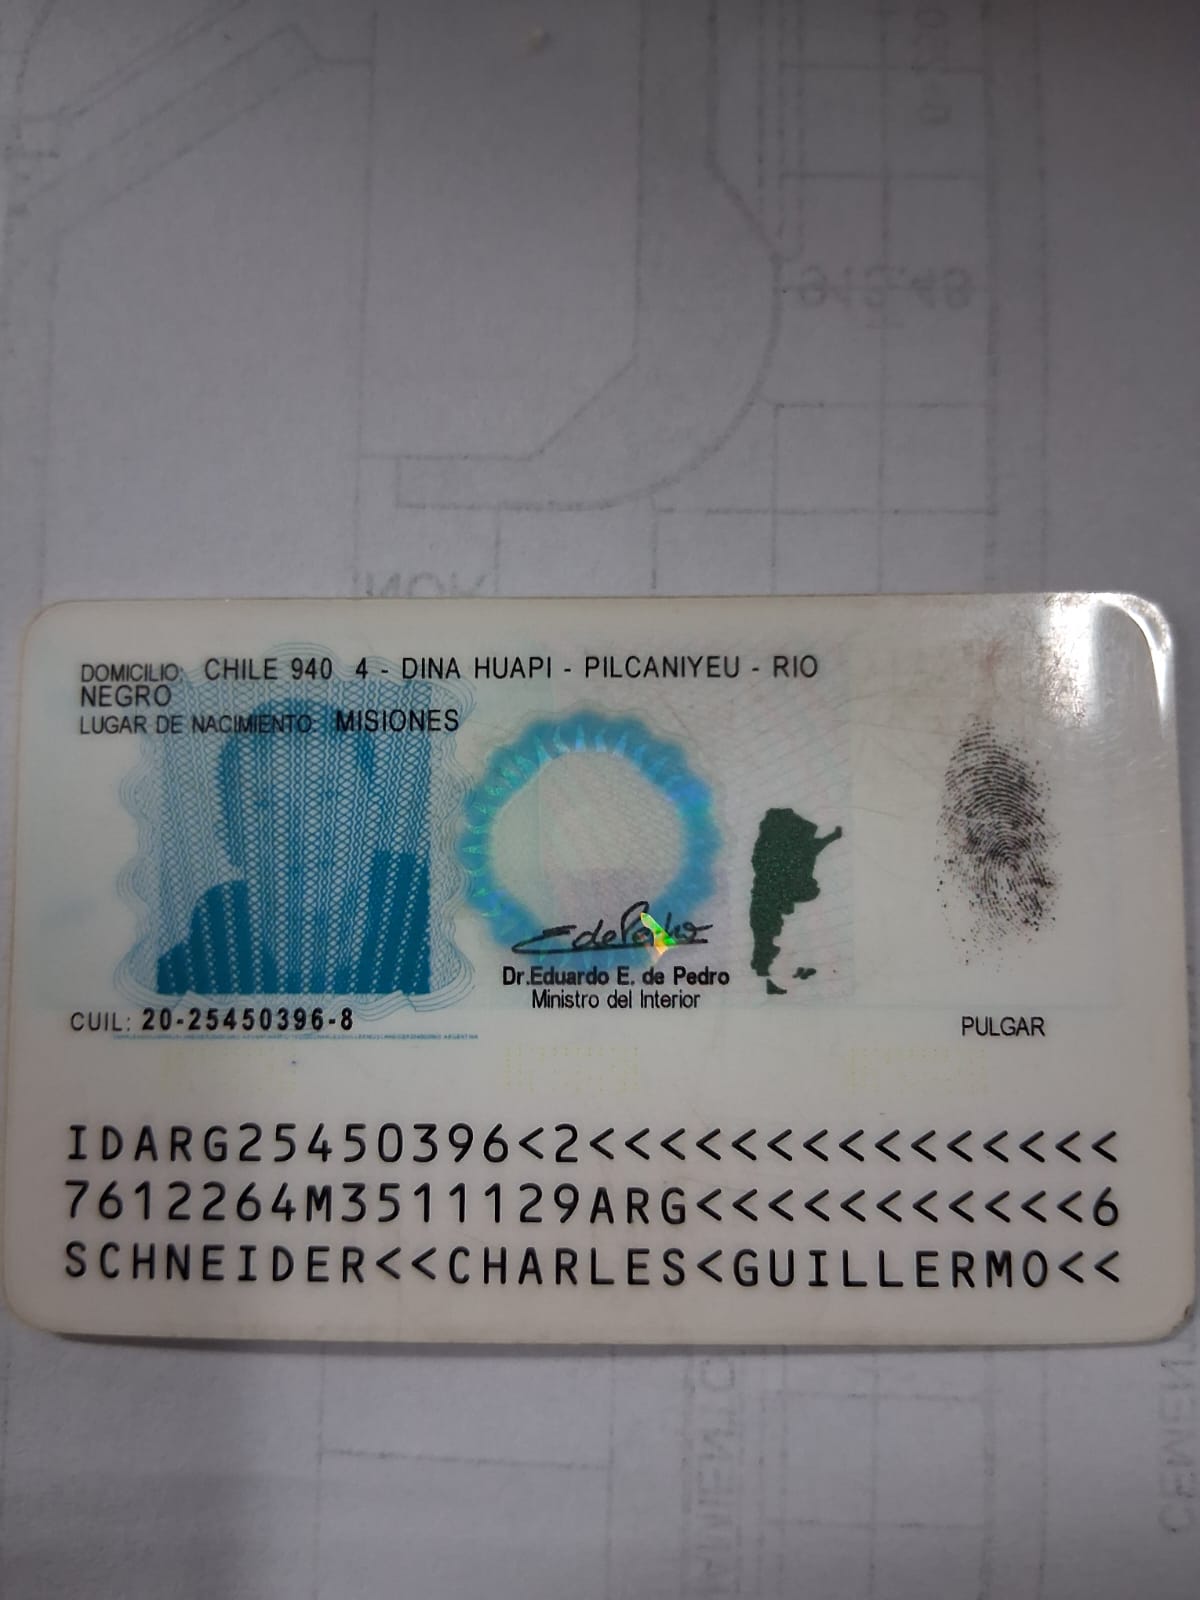 DOMICILIO: CHILE 940 4 - DINA HUAPI - PILCANIYEU - RIO
NEGRO
LUGAR DE NACIMIENTO: MISIONES
Dr.Eduardo E. de Pedro
Ministro del Interior
CUIL: 20-25450396-8
PULGAR
IDARG25450396<2<<<<<<<<<<<<<<<
7612264M3511129ARG<<<<<<<<<<<6
SCHNEIDER<<CHARLES<GUILLERMO<<